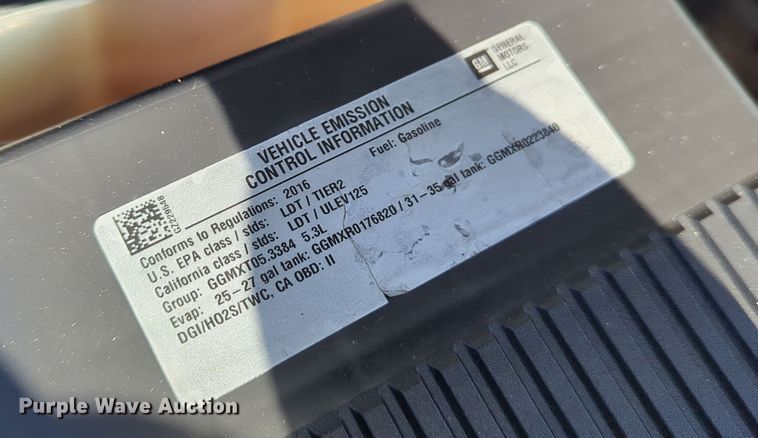 GM
GENERAL
MOTORS
LLC
VEHICLE EMISSION
CONTROL INFORMATION
Conforms to Regulations: 2016 Fuel: Gasoline
U.S. EPA class / stds: LDT / TIER2
California class / stds: LDT / ULEV125
Group: GGMXT05.3384 5.3L
Evap: 25-27 gal tank: GGMXR0176820 / 31-35 gal tank: GGMXR0223840
DGI/HO2S/TWC, CA OBD: II
Purple Wave Auction